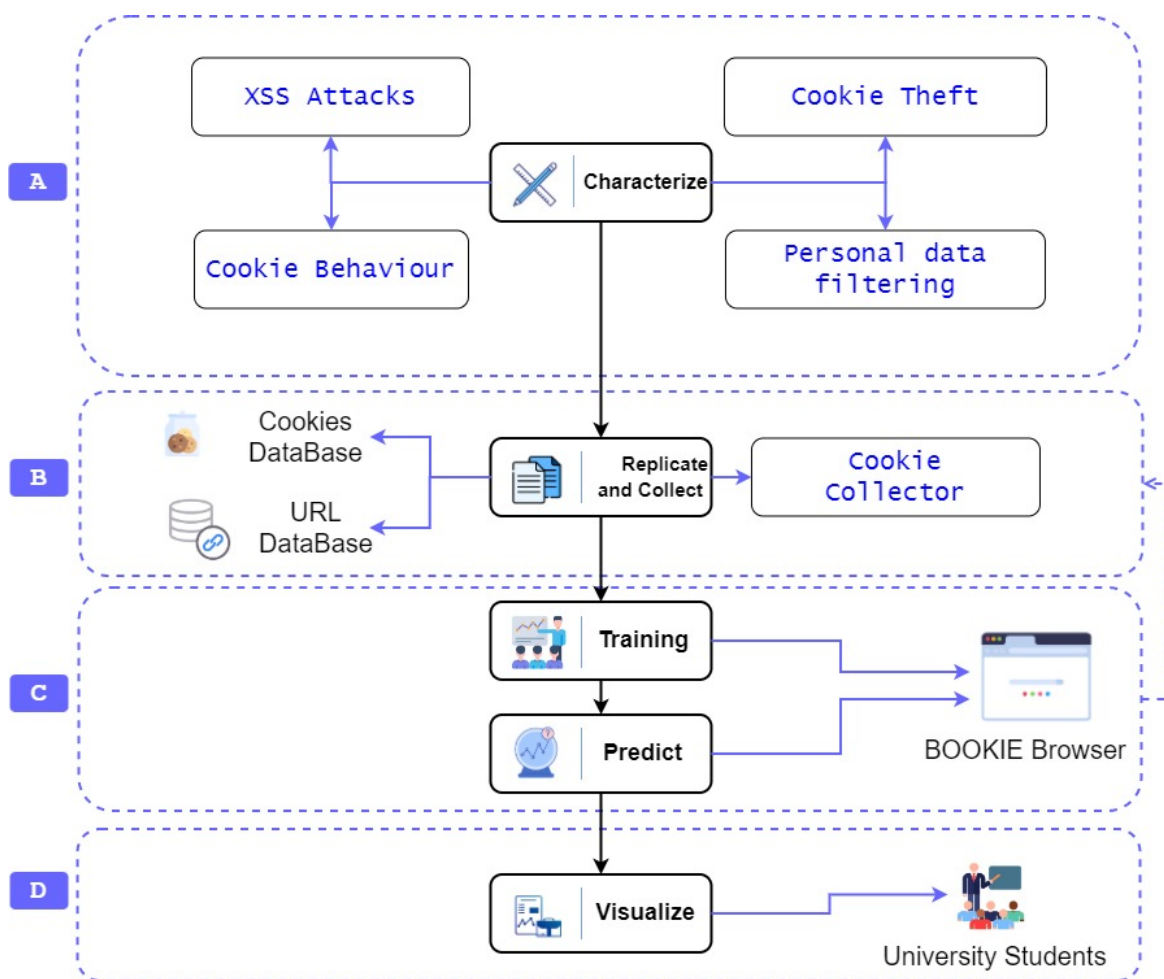 A
XSS Attacks
Cookie Theft
Characterize
Cookie Behaviour
Personal data
filtering
B
Cookies
DataBase
URL
DataBase
Replicate
and Collect
Cookie
Collector
C
Training
Predict
BOOKIE Browser
D
Visualize
University Students